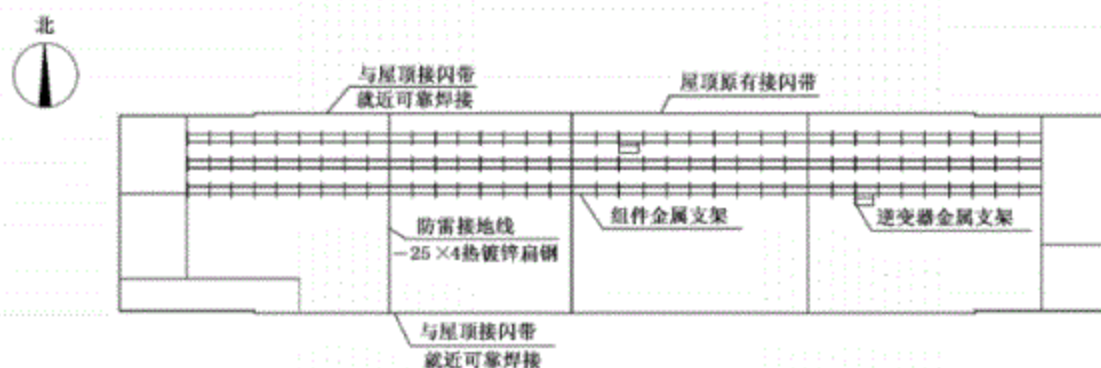 北
与屋顶接闪带
就近可靠焊接
屋顶原有接闪带
组件金属支架
逆变器金属支架
防雷接地线
-25×4热镀锌扁钢
与屋顶接闪带
就近可靠焊接